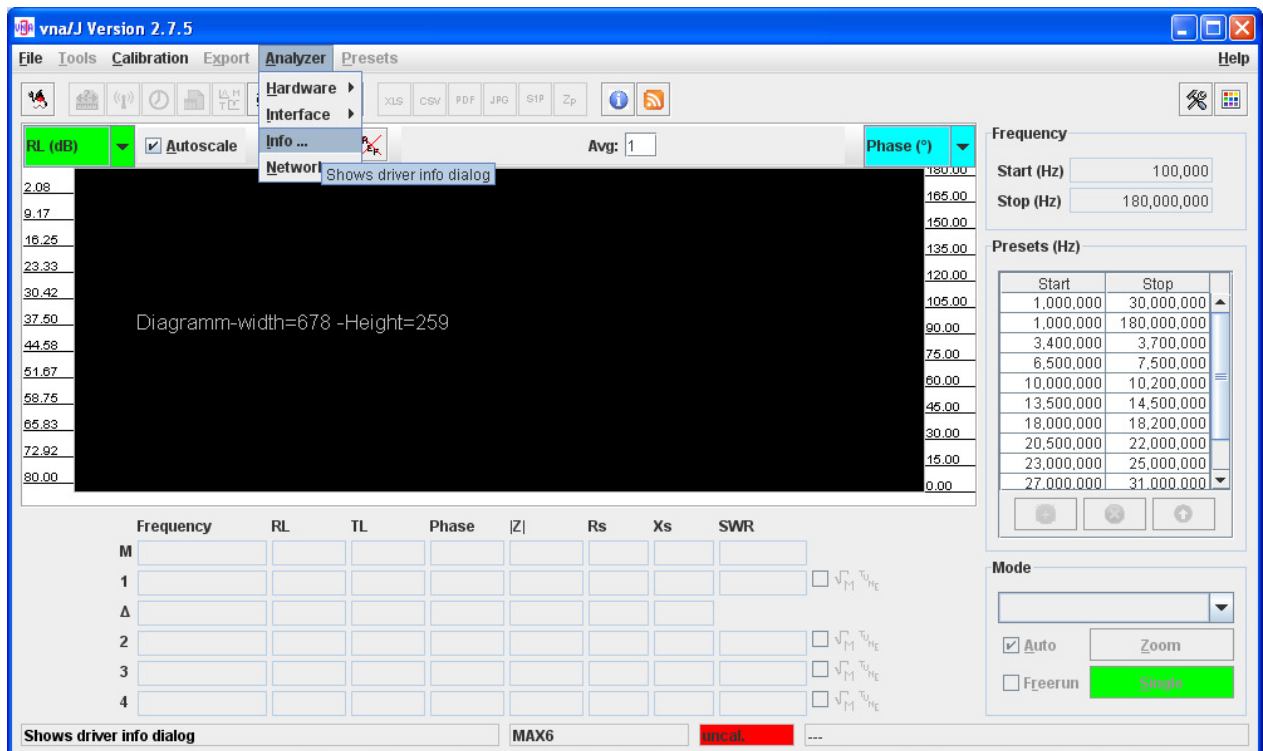 vna/J Version 2.7.5
File Tools Calibration Export Analyzer Presets Help
Hardware
Interface
Info ...
Networ
Shows driver info dialog
XLS CSV PDF JPG S1P Zp
RL (dB) Autoscale Avg: 1 Phase (°)
2.08
9.17
16.25
23.33
30.42
37.50
44.58
51.67
58.75
65.83
72.92
80.00
Diagramm-width=678 -Height=259
180.00
165.00
150.00
135.00
120.00
105.00
90.00
75.00
60.00
45.00
30.00
15.00
0.00
Frequency
Start (Hz) 100,000
Stop (Hz) 180,000,000
Presets (Hz)
Start Stop
1,000,000 30,000,000
1,000,000 180,000,000
3,400,000 3,700,000
6,500,000 7,500,000
10,000,000 10,200,000
13,500,000 14,500,000
18,000,000 18,200,000
20,500,000 22,000,000
23,000,000 25,000,000
27,000,000 31,000,000
Frequency RL TL Phase |Z| Rs Xs SWR
M
1 √M TUNE
Δ
2 √M TUNE
3 √M TUNE
4 √M TUNE
Mode
Auto Zoom
Freerun Single
Shows driver info dialog MAX6 uncal. ---